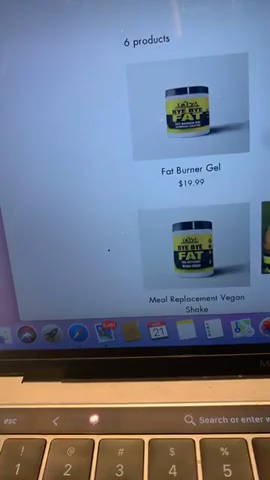 6 products
BYE BYE
FAT
Fat Burner Gel
$19.99
BYE BYE
FAT
Meal Replacement Vegan
Shake
21
esc
Search or enter w
!
1
@
2
#
3
$
4
%
5